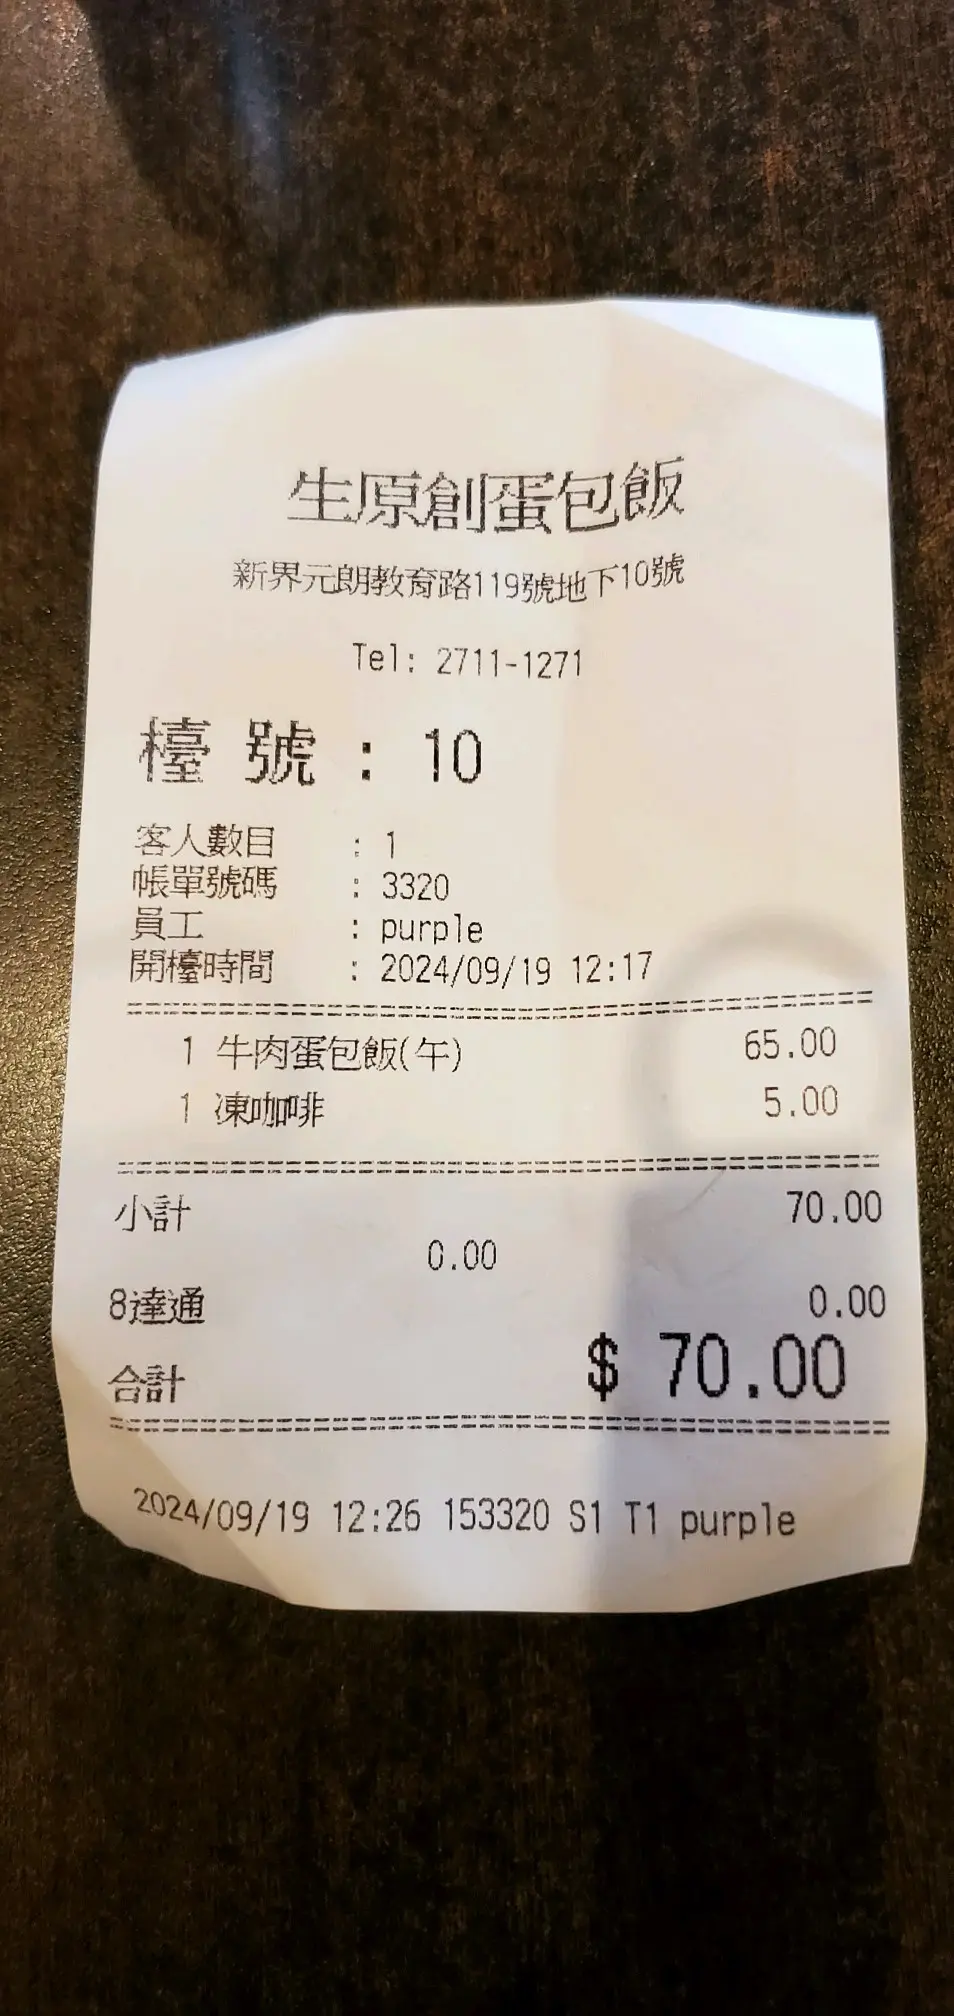 生原創蛋包飯
新界元朗教育路119號地下10號
Tel: 2711-1271
檯 號 : 10
客人數目 : 1
帳單號碼 : 3320
員工 : purple
開檯時間 : 2024/09/19 12:17
1 牛肉蛋包飯(午) 65.00
1 凍咖啡 5.00
小計 70.00
0.00
8達通 0.00
合計 $ 70.00
2024/09/19 12:26 153320 S1 T1 purple